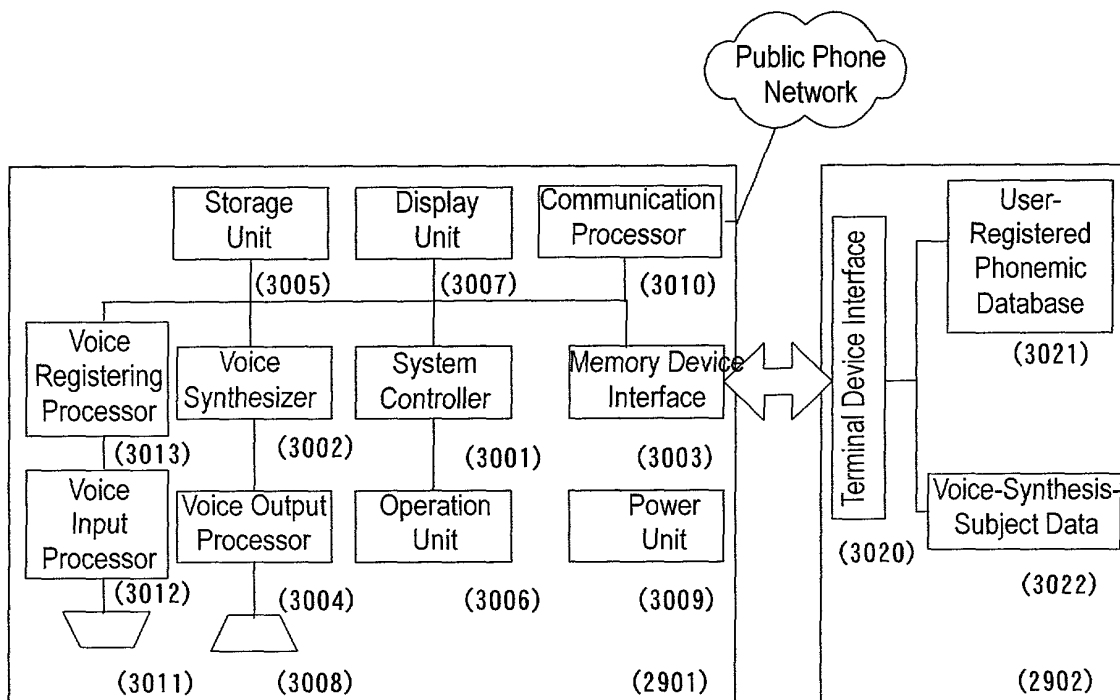 Public Phone
Network
Storage
Unit
(3005)
Display
Unit
(3007)
Communication
Processor
(3010)
Voice
Registering
Processor
(3013)
Voice
Synthesizer
(3002)
System
Controller
(3001)
Memory Device
Interface
(3003)
Voice
Input
Processor
(3012)
Voice Output
Processor
(3004)
Operation
Unit
(3006)
Power
Unit
(3009)
(3011)
(3008)
(2901)
Terminal Device Interface
(3020)
User-
Registered
Phonemic
Database
(3021)
Voice-Synthesis-
Subject Data
(3022)
(2902)